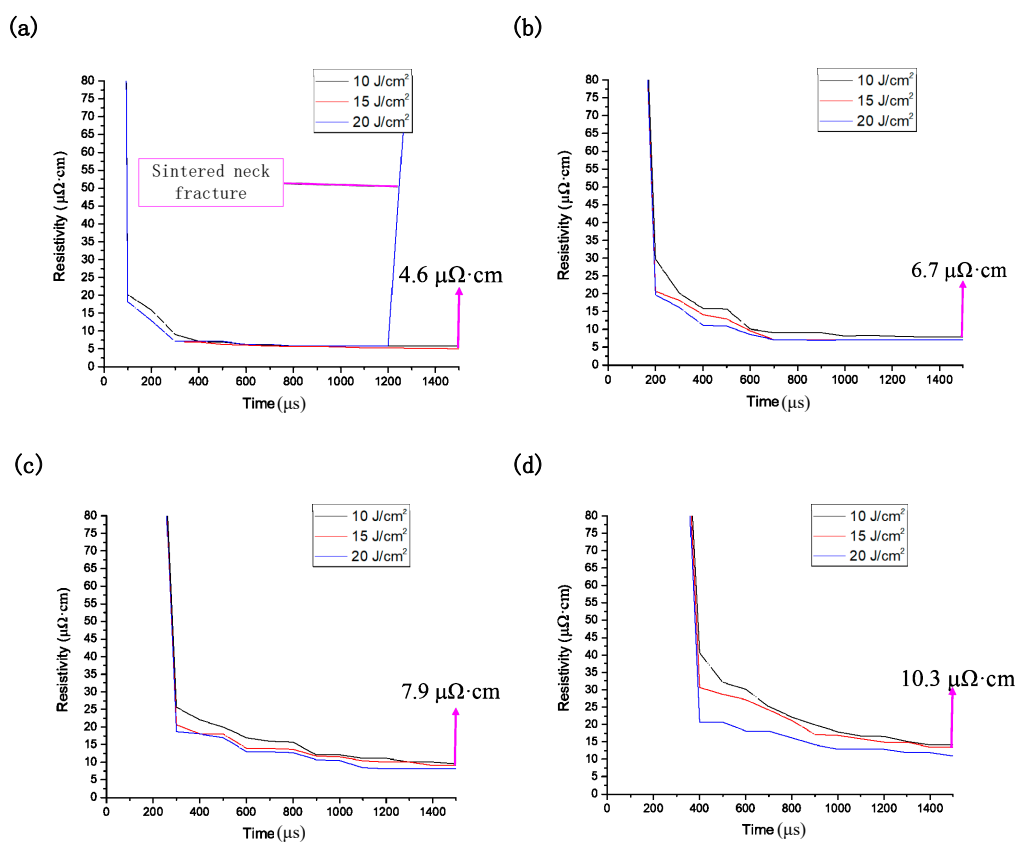 (a)
80
75
70
65
60
55
50
45
40
35
30
25
20
15
10
5
0
Resistivity (μΩ·cm)
10 J/cm²
15 J/cm²
20 J/cm²
Sintered neck
fracture
4.6 μΩ·cm
0 200 400 600 800 1000 1200 1400
Time (μs)
(b)
80
75
70
65
60
55
50
45
40
35
30
25
20
15
10
5
0
Resistivity (μΩ·cm)
10 J/cm²
15 J/cm²
20 J/cm²
6.7 μΩ·cm
0 200 400 600 800 1000 1200 1400
Time (μs)
(c)
80
75
70
65
60
55
50
45
40
35
30
25
20
15
10
5
0
Resistivity (μΩ·cm)
10 J/cm²
15 J/cm²
20 J/cm²
7.9 μΩ·cm
0 200 400 600 800 1000 1200 1400
Time (μs)
(d)
80
75
70
65
60
55
50
45
40
35
30
25
20
15
10
5
0
Resistivity (μΩ·cm)
10 J/cm²
15 J/cm²
20 J/cm²
10.3 μΩ·cm
0 200 400 600 800 1000 1200 1400
Time (μs)